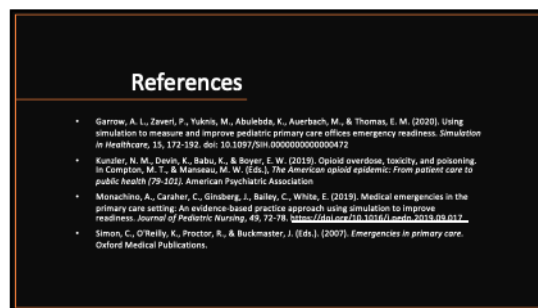 References
• Garrow, A. L., Zaveri, P., Yuknis, M., Abulebda, K., Auerbach, M., & Thomas, E. M. (2020). Using
simulation to measure and improve pediatric primary care offices emergency readiness. Simulation
in Healthcare, 15, 172-192. doi: 10.1097/SIH.0000000000000472
• Kunzler, N. M., Devin, K., Babu, K., & Boyer, E. W. (2019). Opioid overdose, toxicity, and poisoning.
In Compton, M. T., & Manseau, M. W. (Eds.), The American opioid epidemic: From patient care to
public health (79-101). American Psychiatric Association
• Monachino, A., Caraher, C., Ginsberg, J., Bailey, C., White, E. (2019). Medical emergencies in the
primary care setting: An evidence-based practice approach using simulation to improve
readiness. Journal of Pediatric Nursing, 49, 72-78. https://doi.org/10.1016/j.pedn.2019.09.017
• Simon, C., O'Reilly, K., Proctor, R., & Buckmaster, J. (Eds.). (2007). Emergencies in primary care.
Oxford Medical Publications.